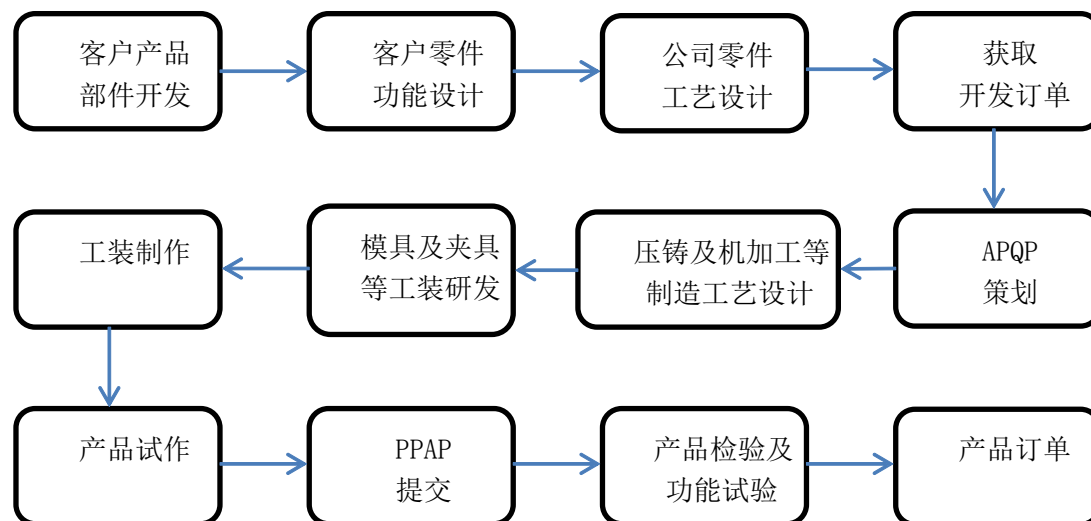 客户产品
部件开发
客户零件
功能设计
公司零件
工艺设计
获取
开发订单
工装制作
模具及夹具
等工装研发
压铸及机加工等
制造工艺设计
APQP
策划
产品试作
PPAP
提交
产品检验及
功能试验
产品订单